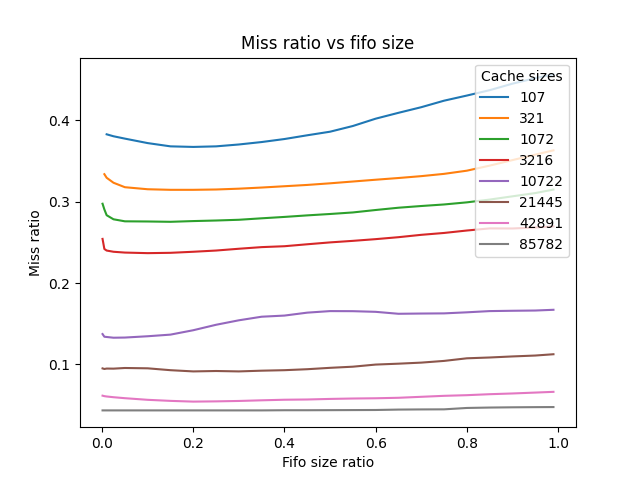 Miss ratio vs fifo size
Cache sizes
107
321
1072
3216
10722
21445
42891
85782
0.4
0.3
0.2
0.1
Miss ratio
0.0 0.2 0.4 0.6 0.8 1.0
Fifo size ratio